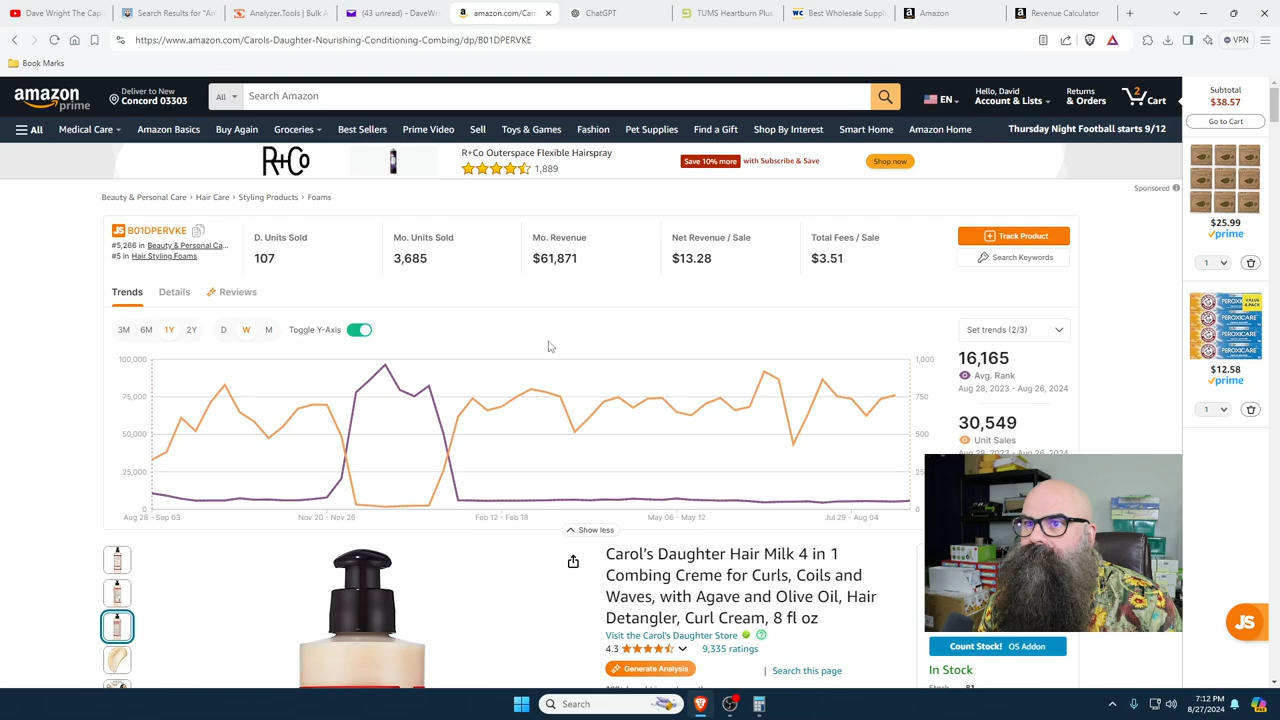 Dave Wright The Cap
Search Results for "Am
Analyzer.Tools | Bulk A
(43 unread) - DaveWr
amazon.com/Car
ChatGPT
TUMS Heartburn Plu
Best Wholesale Suppl
Amazon
Revenue Calculator
https://www.amazon.com/Carols-Daughter-Nourishing-Conditioning-Combing/dp/B01DPERVKE
VPN
Book Marks
amazon prime
Deliver to New
Concord 03303
All
Search Amazon
EN
Hello, David
Account & Lists
Returns
& Orders
2
Cart
All
Medical Care
Amazon Basics
Buy Again
Groceries
Best Sellers
Prime Video
Sell
Toys & Games
Fashion
Pet Supplies
Find a Gift
Shop By Interest
Smart Home
Amazon Home
Thursday Night Football starts 9/12
Subtotal
$38.57
Go to Cart
R+Co
R+Co Outerspace Flexible Hairspray
1,889
Save 10% more with Subscribe & Save
Shop now
Sponsored
Beauty & Personal Care › Hair Care › Styling Products › Foams
JS B01DPERVKE
#5,266 in Beauty & Personal Ca...
#5 in Hair Styling Foams
D. Units Sold
107
Mo. Units Sold
3,685
Mo. Revenue
$61,871
Net Revenue / Sale
$13.28
Total Fees / Sale
$3.51
Track Product
Search Keywords
Trends
Details
Reviews
3M
6M
1Y
2Y
D
W
M
Toggle Y-Axis
Set trends (2/3)
100,000
75,000
50,000
25,000
0
1,000
750
500
250
Aug 28 - Sep 03
Nov 20 - Nov 26
Feb 12 - Feb 18
May 06 - May 12
Jul 29 - Aug 04
16,165
Avg. Rank
Aug 28, 2023 - Aug 26, 2024
30,549
Unit Sales
Aug 28, 2023 - Aug 26, 2024
Show less
$25.99
prime
1
$12.58
prime
1
Carol's Daughter Hair Milk 4 in 1
Combing Creme for Curls, Coils and
Waves, with Agave and Olive Oil, Hair
Detangler, Curl Cream, 8 fl oz
Visit the Carol's Daughter Store
4.3
9,335 ratings
Generate Analysis
| Search this page
Count Stock! OS Addon
In Stock
JS
Search
7:12 PM
8/27/2024